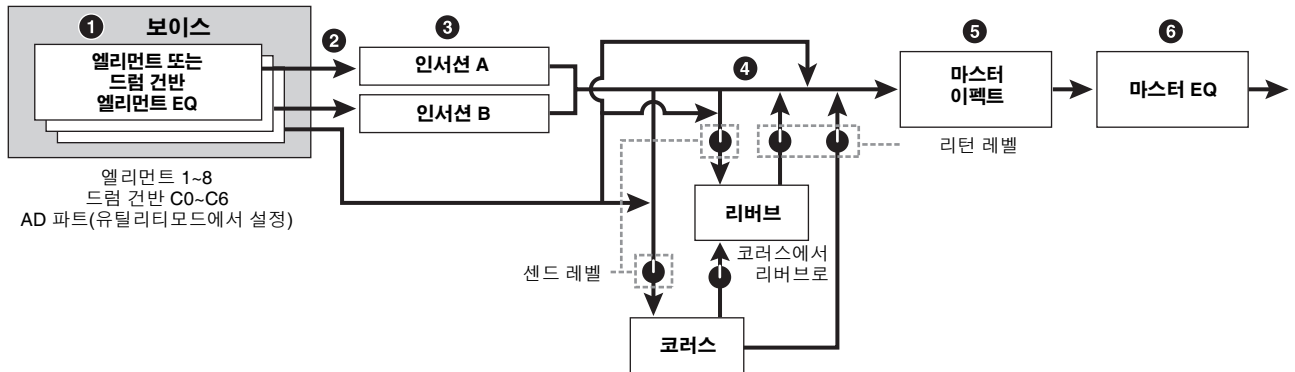 ❶ 보이스
❷
❸
엘리먼트 또는
드럼 건반
엘리먼트 EQ
인서션 A
인서션 B
❹
❺
마스터
이펙트
❻
마스터 EQ
엘리먼트 1~8
드럼 건반 C0~C6
AD 파트(유틸리티모드에서 설정)
리턴 레벨
리버브
코러스에서
리버브로
센드 레벨
코러스